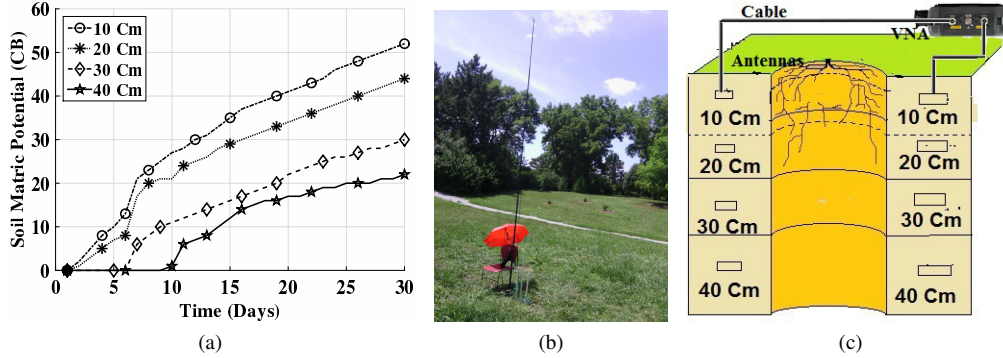 10 Cm
20 Cm
30 Cm
40 Cm
Soil Matric Potential (CB)
60
50
40
30
20
10
0
0 5 10 15 20 25 30
Time (Days)
(a)
(b)
Cable
VNA
Antennas
10 Cm 10 Cm
20 Cm 20 Cm
30 Cm 30 Cm
40 Cm 40 Cm
(c)